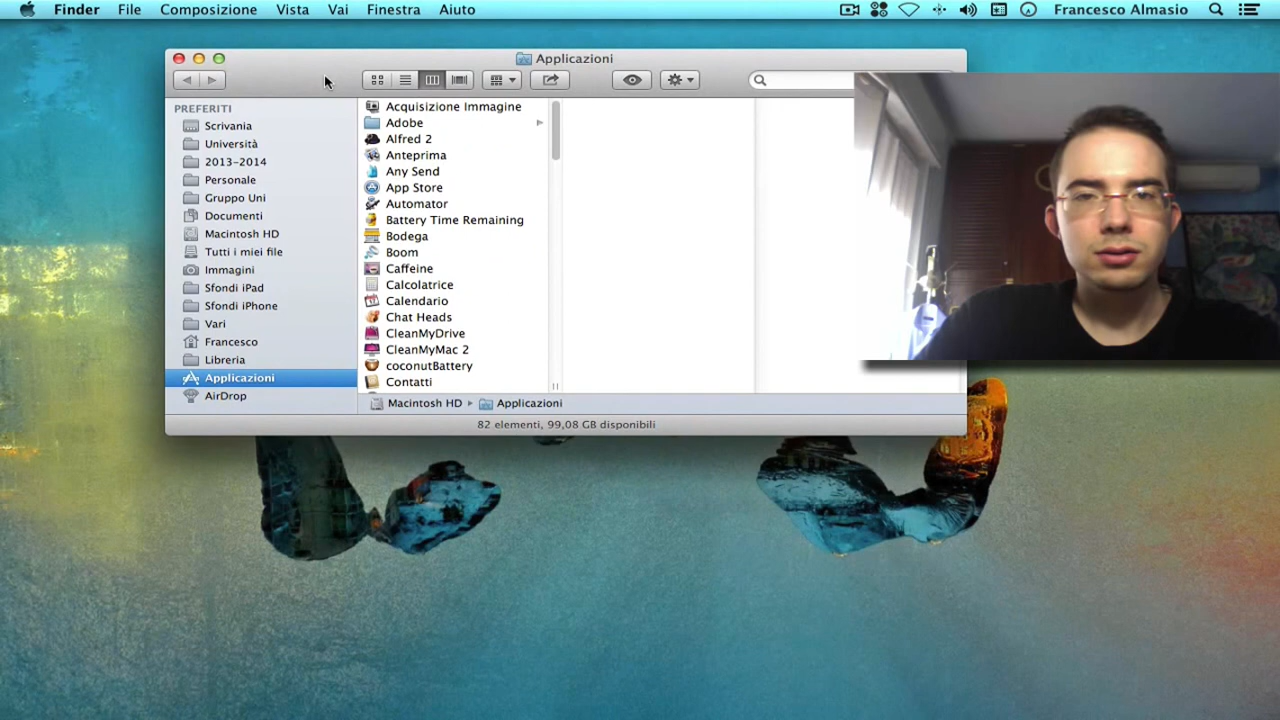 Finder File Composizione Vista Vai Finestra Aiuto Francesco Almasio
Applicazioni
PREFERITI
Scrivania
Università
2013-2014
Personale
Gruppo Uni
Documenti
Macintosh HD
Tutti i miei file
Immagini
Sfondi iPad
Sfondi iPhone
Vari
Francesco
Libreria
Applicazioni
AirDrop
Acquisizione Immagine
Adobe
Alfred 2
Anteprima
Any Send
App Store
Automator
Battery Time Remaining
Bodega
Boom
Caffeine
Calcolatrice
Calendario
Chat Heads
CleanMyDrive
CleanMyMac 2
coconutBattery
Contatti
Macintosh HD Applicazioni
82 elementi, 99,08 GB disponibili